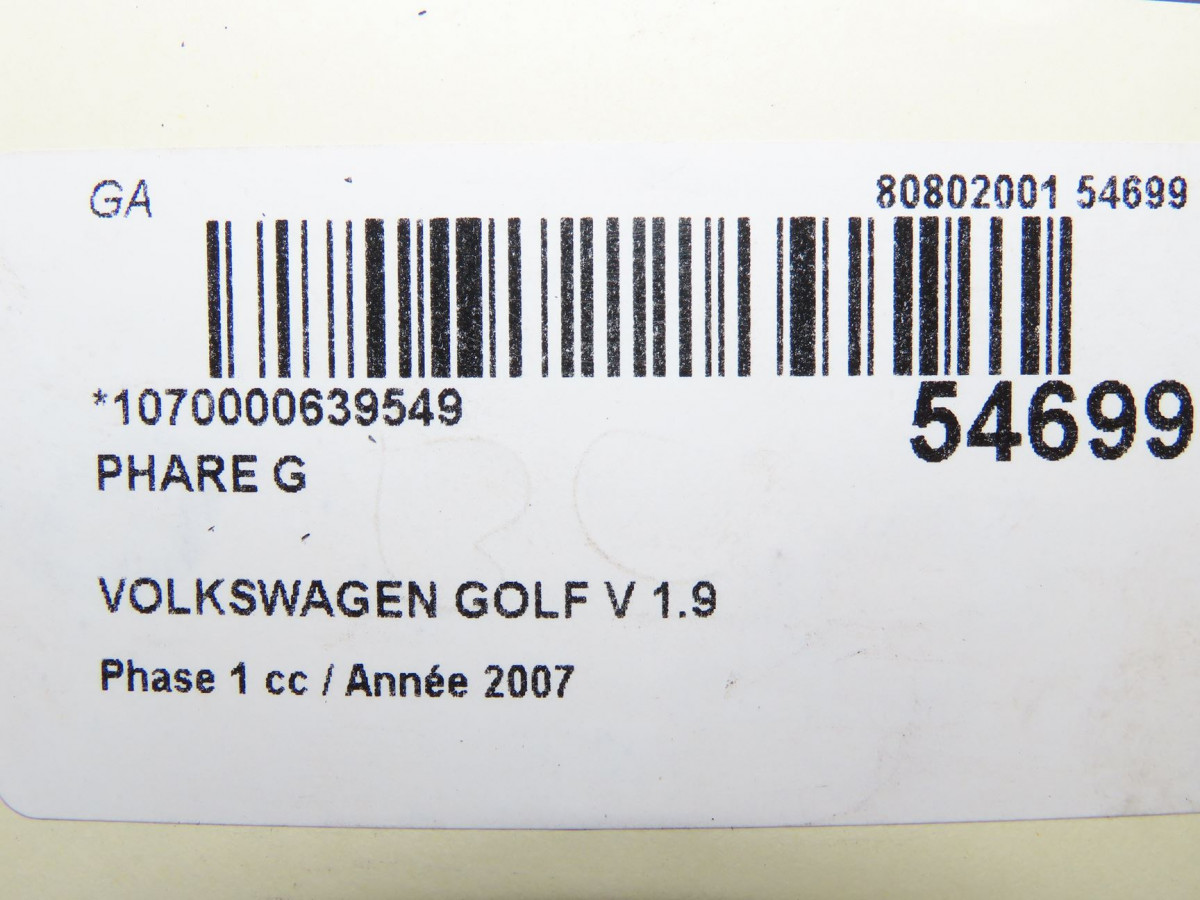 GA
80802001 54699
*1070000639549
54699
PHARE G
VOLKSWAGEN GOLF V 1.9
Phase 1 cc / Année 2007